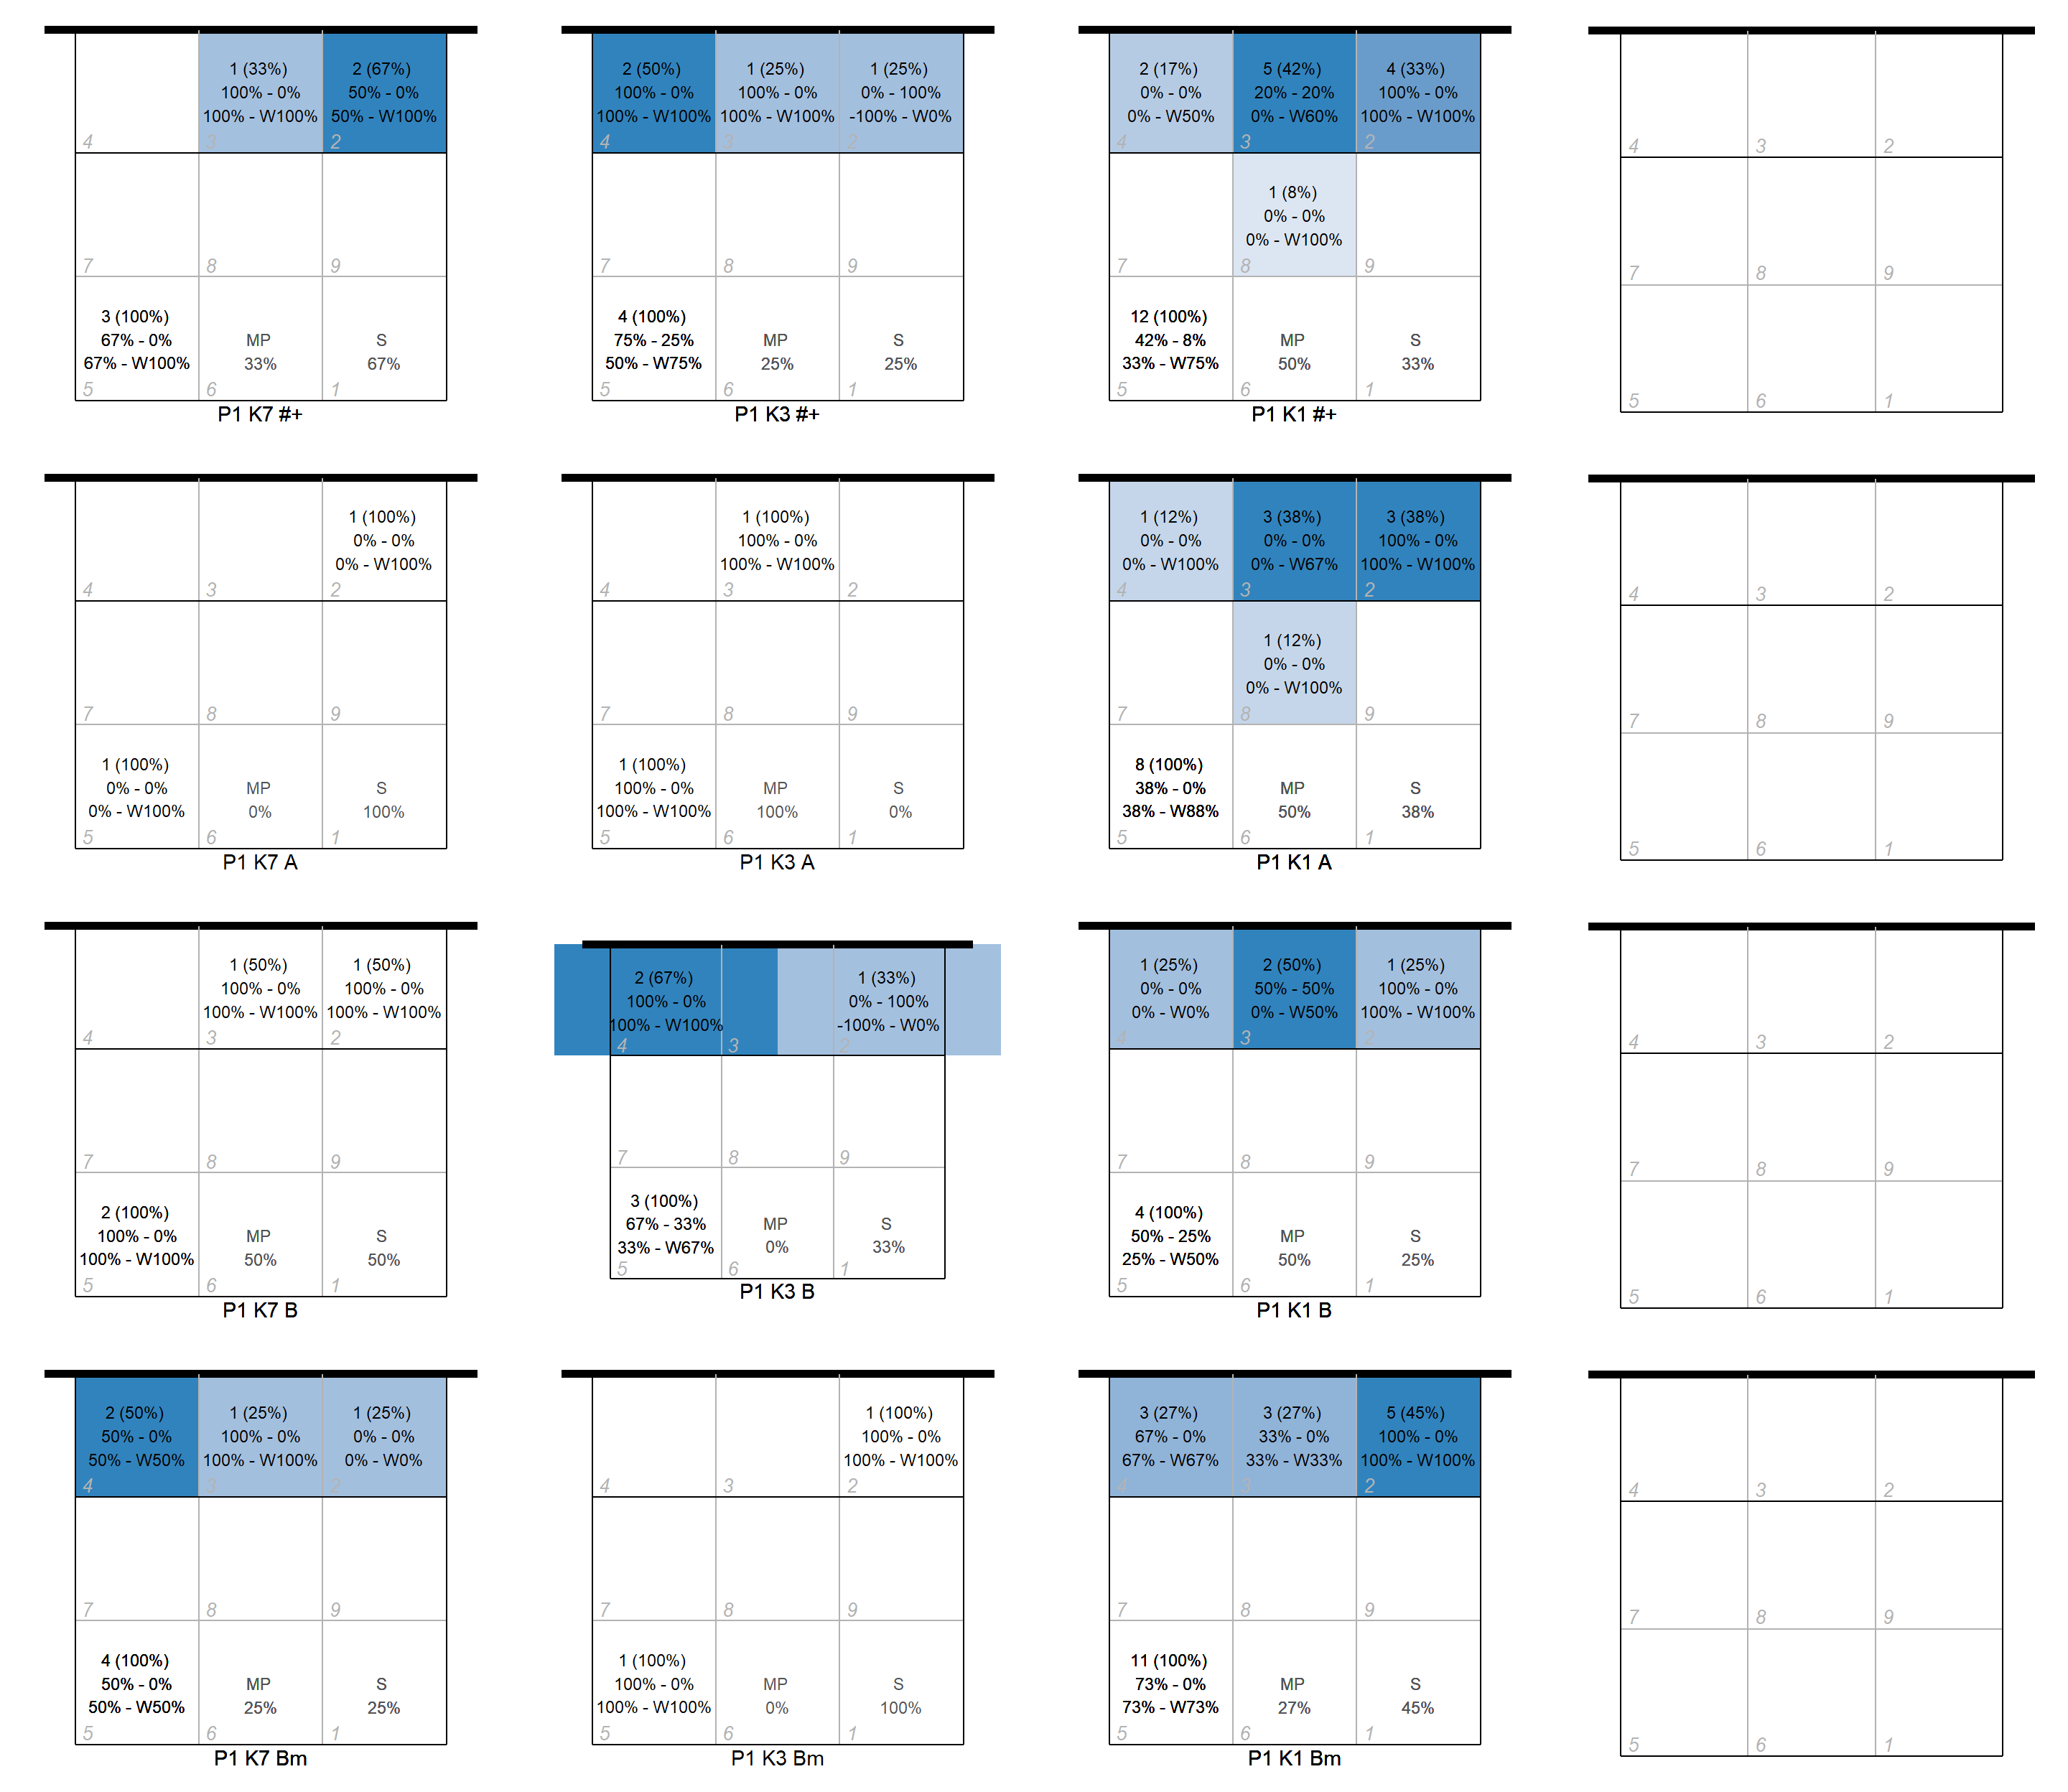 1 (33%) 2 (67%)
100% - 0% 50% - 0%
100% - W100% 50% - W100%
4 3 2
7 8 9
3 (100%)
67% - 0% MP S
67% - W100% 33% 67%
5 6 1
P1 K7 #+
2 (50%) 1 (25%) 1 (25%)
100% - 0% 100% - 0% 0% - 100%
100% - W100% 100% - W100% -100% - W0%
4 3 2
7 8 9
4 (100%)
75% - 25% MP S
50% - W75% 25% 25%
5 6 1
P1 K3 #+
2 (17%) 5 (42%) 4 (33%)
0% - 0% 20% - 20% 100% - 0%
0% - W50% 0% - W60% 100% - W100%
4 3 2
1 (8%)
0% - 0%
0% - W100%
7 8 9
12 (100%)
42% - 8% MP S
33% - W75% 50% 33%
5 6 1
P1 K1 #+
4 3 2
7 8 9
5 6 1
1 (100%)
0% - 0%
0% - W100%
4 3 2
7 8 9
1 (100%)
0% - 0% MP S
0% - W100% 0% 100%
5 6 1
P1 K7 A
1 (100%)
100% - 0%
100% - W100%
4 3 2
7 8 9
1 (100%)
100% - 0% MP S
100% - W100% 100% 0%
5 6 1
P1 K3 A
1 (12%) 3 (38%) 3 (38%)
0% - 0% 0% - 0% 100% - 0%
0% - W100% 0% - W67% 100% - W100%
4 3 2
1 (12%)
0% - 0%
0% - W100%
7 8 9
8 (100%)
38% - 0% MP S
38% - W88% 50% 38%
5 6 1
P1 K1 A
4 3 2
7 8 9
5 6 1
1 (50%) 1 (50%)
100% - 0% 100% - 0%
100% - W100% 100% - W100%
4 3 2
7 8 9
2 (100%)
100% - 0% MP S
100% - W100% 50% 50%
5 6 1
P1 K7 B
2 (67%) 1 (33%)
100% - 0% 0% - 100%
100% - W100% -100% - W0%
4 3 2
7 8 9
3 (100%)
67% - 33% MP S
33% - W67% 0% 33%
5 6 1
P1 K3 B
1 (25%) 2 (50%) 1 (25%)
0% - 0% 50% - 50% 100% - 0%
0% - W0% 0% - W50% 100% - W100%
4 3 2
7 8 9
4 (100%)
50% - 25% MP S
25% - W50% 50% 25%
5 6 1
P1 K1 B
4 3 2
7 8 9
5 6 1
2 (50%) 1 (25%) 1 (25%)
50% - 0% 100% - 0% 0% - 0%
50% - W50% 100% - W100% 0% - W0%
4 3 2
7 8 9
4 (100%)
50% - 0% MP S
50% - W50% 25% 25%
5 6 1
P1 K7 Bm
1 (100%)
100% - 0%
100% - W100%
4 3 2
7 8 9
1 (100%)
100% - 0% MP S
100% - W100% 0% 100%
5 6 1
P1 K3 Bm
3 (27%) 3 (27%) 5 (45%)
67% - 0% 33% - 0% 100% - 0%
67% - W67% 33% - W33% 100% - W100%
4 3 2
7 8 9
11 (100%)
73% - 0% MP S
73% - W73% 27% 45%
5 6 1
P1 K1 Bm
4 3 2
7 8 9
5 6 1